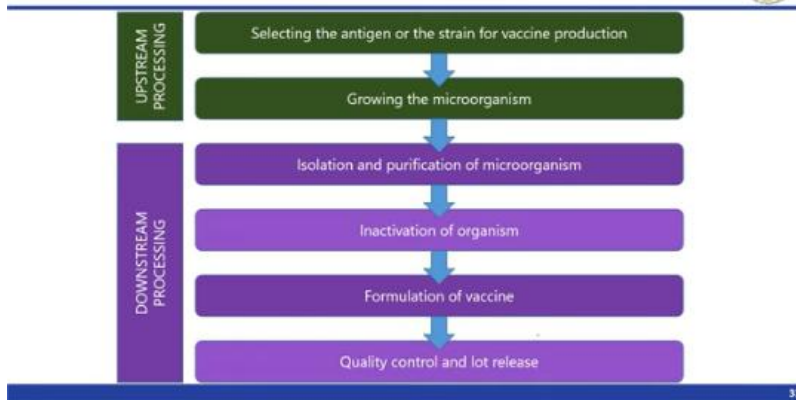 UPSTREAM
PROCESSING
Selecting the antigen or the strain for vaccine production
Growing the microorganism
DOWNSTREAM
PROCESSING
Isolation and purification of microorganism
Inactivation of organism
Formulation of vaccine
Quality control and lot release
3